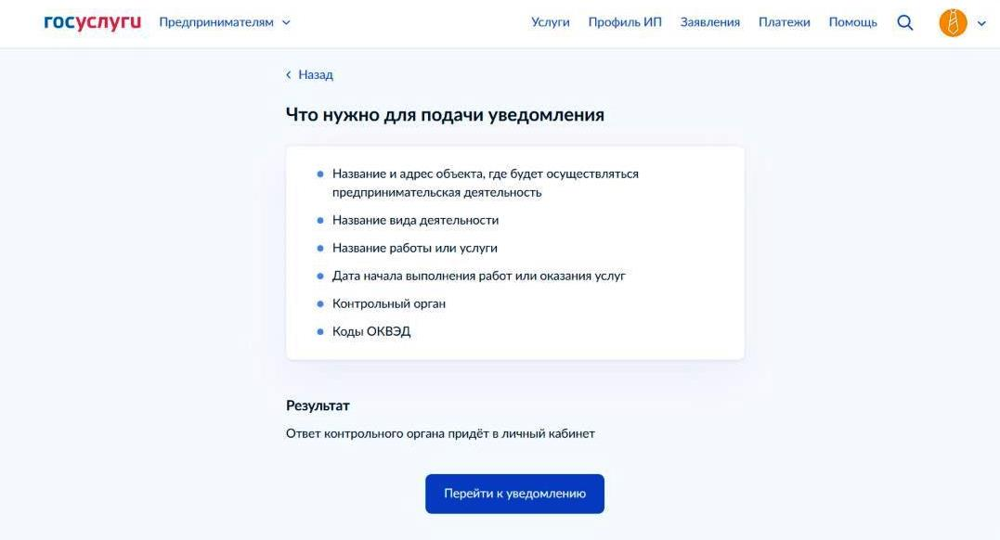 госуслуги Предпринимателям Услуги Профиль ИП Заявления Платежи Помощь
Назад
Что нужно для подачи уведомления
Название и адрес объекта, где будет осуществляться
предпринимательская деятельность
Название вида деятельности
Название работы или услуги
Дата начала выполнения работ или оказания услуг
Контрольный орган
Коды ОКВЭД
Результат
Ответ контрольного органа придёт в личный кабинет
Перейти к уведомлению